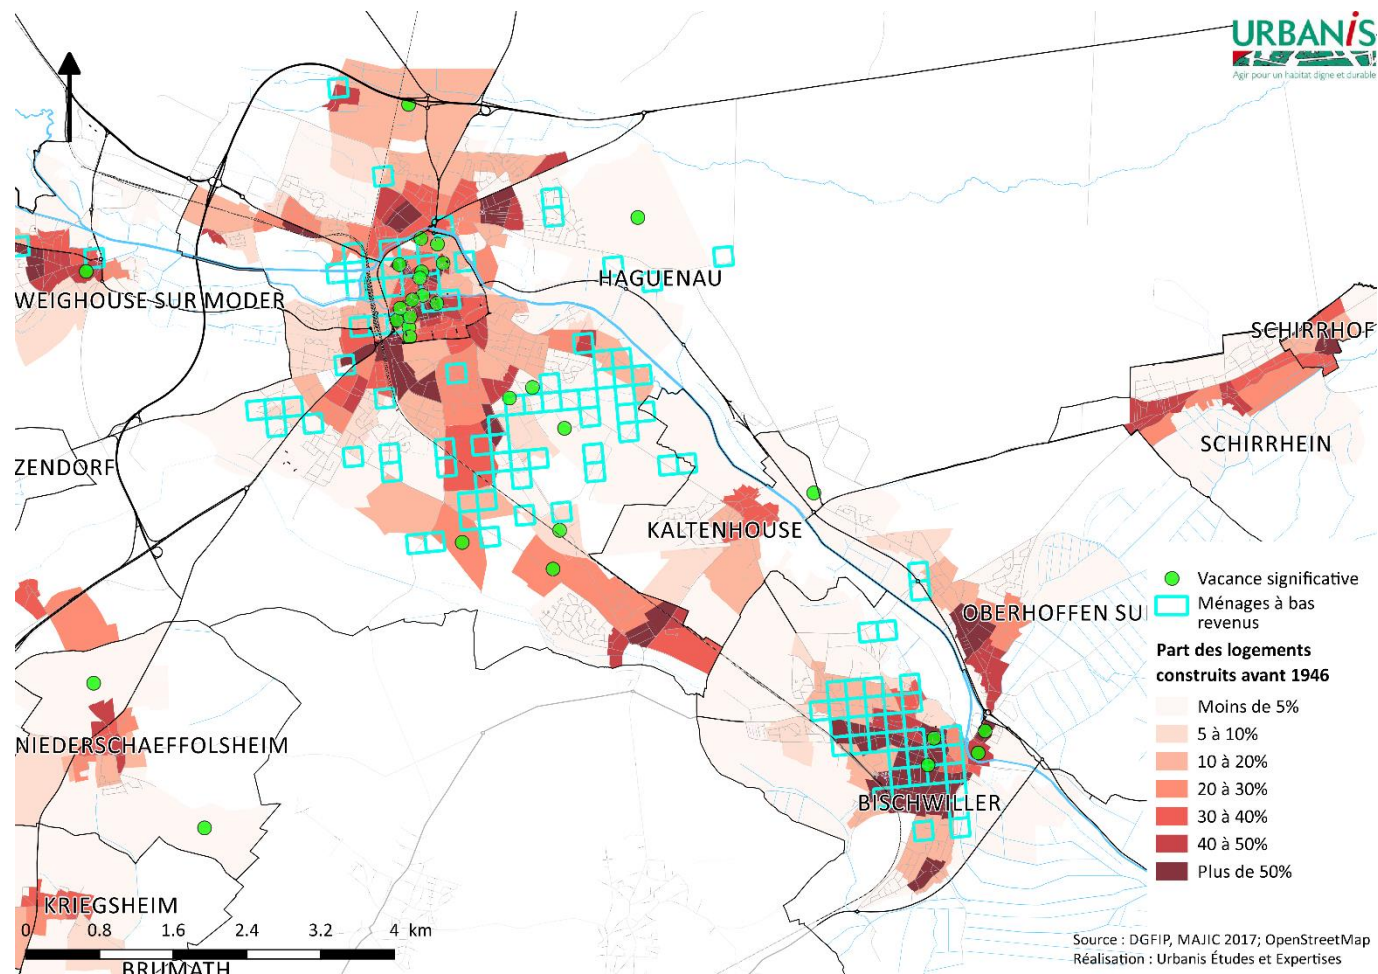 URBANiS
Agir pour un habitat digne et durable
HAGUENAU
WEIGHOUSE SUR MODER
SCHIRRHOF
SCHIRRHEIN
ZENDORF
KALTENHOUSE
OBERHOFFEN SU
NIEDERSCHAEFFOLSHEIM
BISCHWILLER
KRIEGSHEIM
BRUMATH
0 0.8 1.6 2.4 3.2 4 km
Vacance significative
Ménages à bas
revenus
Part des logements
construits avant 1946
Moins de 5%
5 à 10%
10 à 20%
20 à 30%
30 à 40%
40 à 50%
Plus de 50%
Source : DGFIP, MAJIC 2017; OpenStreetMap
Réalisation : Urbanis Études et Expertises